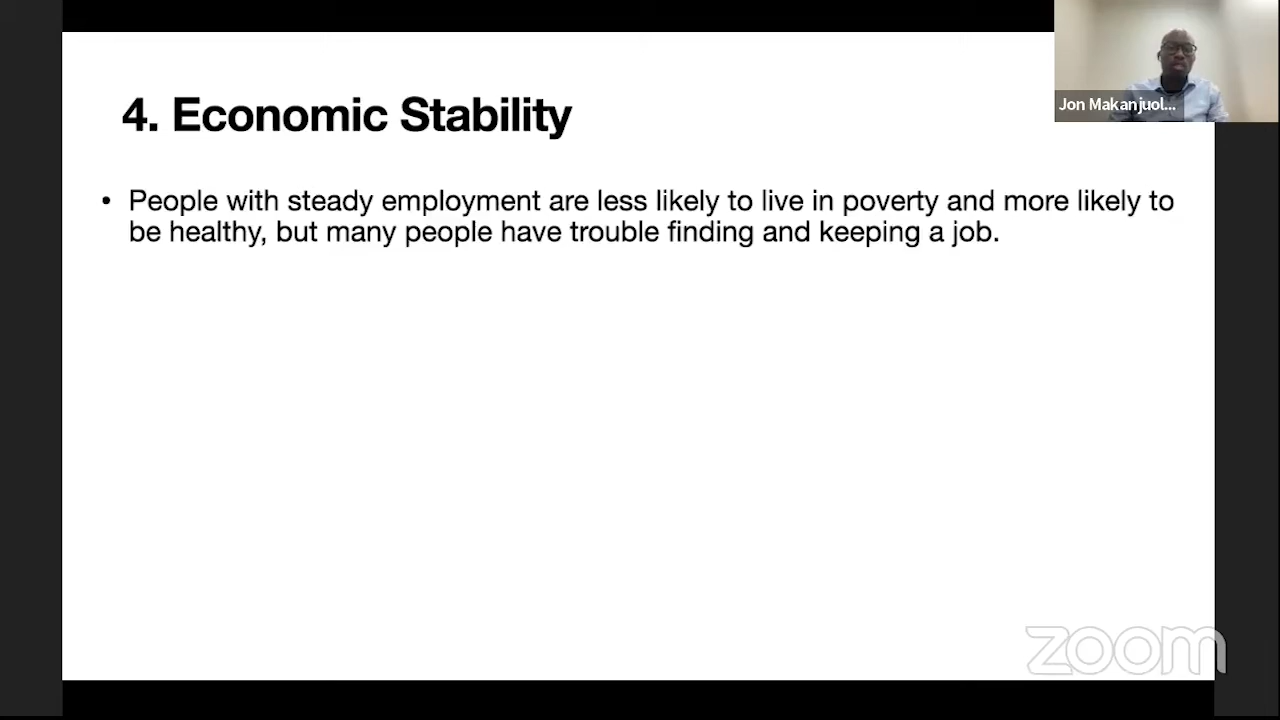 4. Economic Stability
Jon Makanjuol...
• People with steady employment are less likely to live in poverty and more likely to
be healthy, but many people have trouble finding and keeping a job.
zoom